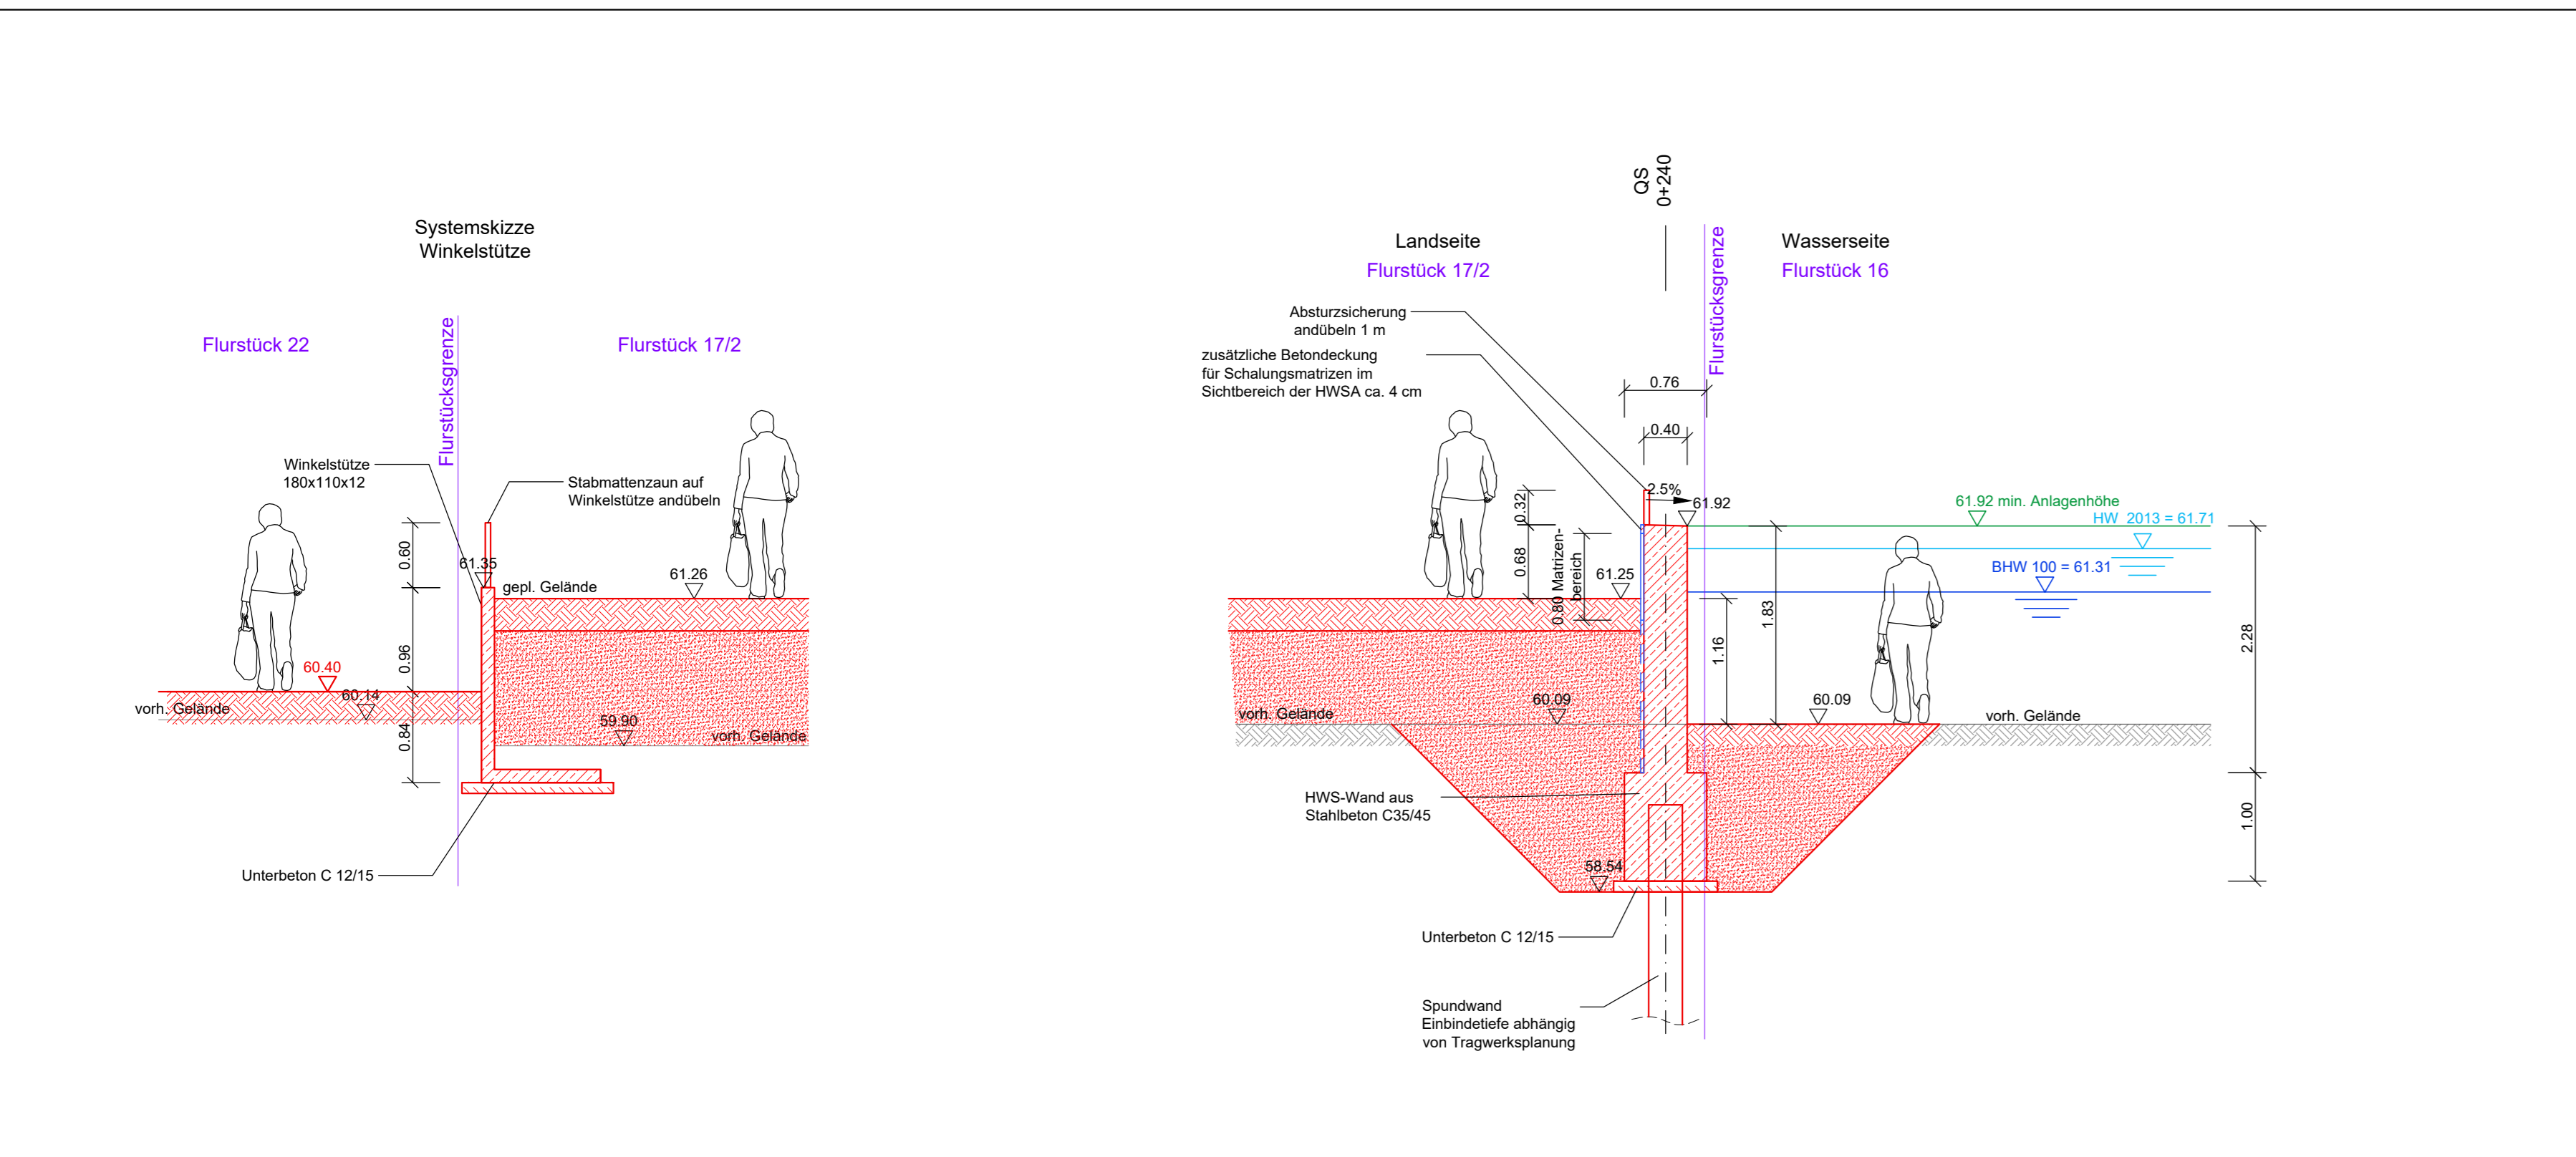 Systemskizze
Winkelstütze
Flurstück 22
Flurstücksgrenze
Flurstück 17/2
Winkelstütze
180x110x12
Stabmattenzaun auf
Winkelstütze andübeln
0.60
61.35
gepl. Gelände
61.26
0.96
60.40
60.14
vorh. Gelände
0.84
59.90
vorh. Gelände
Unterbeton C 12/15
QS
0+240
Landseite
Flurstück 17/2
Flurstücksgrenze
Wasserseite
Flurstück 16
Absturzsicherung
andübeln 1 m
zusätzliche Betondeckung
für Schalungsmatrizen im
Sichtbereich der HWSA ca. 4 cm
0.76
0.40
2.5%
61.92
0.32
0.68
0.80 Matrizen-
bereich
61.25
61.92 min. Anlagenhöhe
HW 2013 = 61.71
BHW 100 = 61.31
1.16
1.83
2.28
60.09
vorh. Gelände
60.09
vorh. Gelände
HWS-Wand aus
Stahlbeton C35/45
1.00
58.54
Unterbeton C 12/15
Spundwand
Einbindetiefe abhängig
von Tragwerksplanung